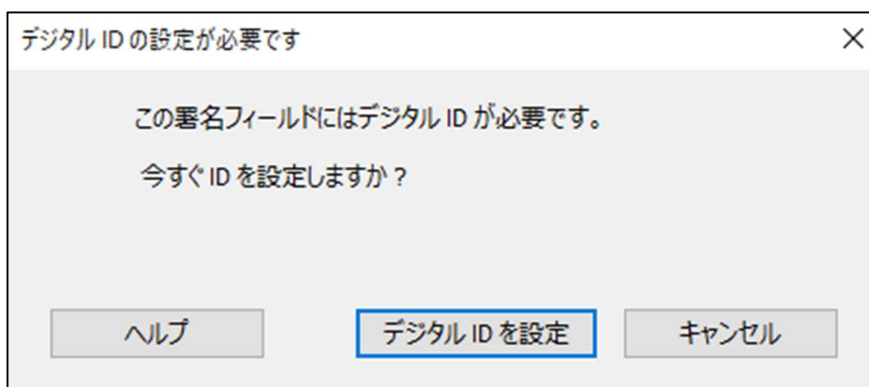 デジタル ID の設定が必要です
この署名フィールドにはデジタル ID が必要です。
今すぐ ID を設定しますか？
ヘルプ
デジタル ID を設定
キャンセル